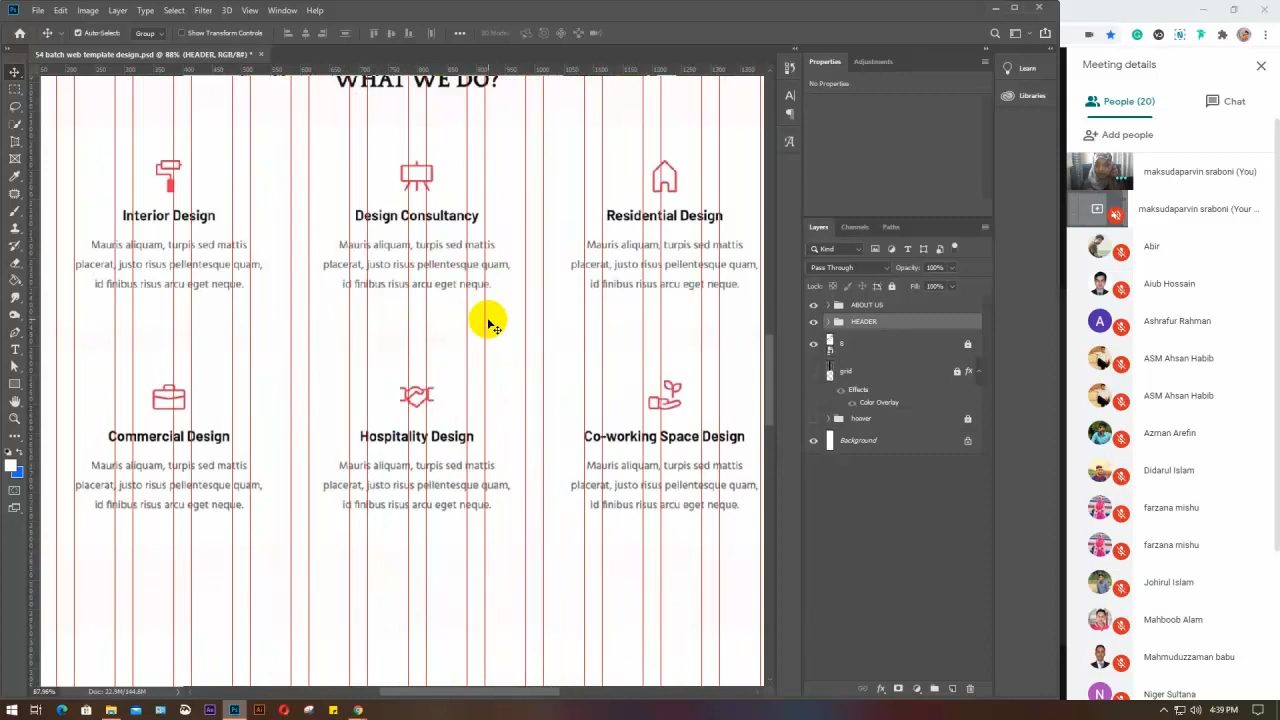 File Edit Image Layer Type Select Filter 3D View Window Help
Auto-Select: Group Show Transform Controls 3D Mode:
54 batch web template design.psd @ 88% (HEADER, RGB/8#) *
WHAT WE DO?
Interior Design
Mauris aliquam, turpis sed mattis
placerat, justo risus pellentesque quam,
id finibus risus arcu eget neque.
Design Consultancy
Mauris aliquam, turpis sed mattis
placerat, justo risus pellentesque quam,
id finibus risus arcu eget neque.
Residential Design
Mauris aliquam, turpis sed mattis
placerat, justo risus pellentesque quam,
id finibus risus arcu eget neque.
Commercial Design
Mauris aliquam, turpis sed mattis
placerat, justo risus pellentesque quam,
id finibus risus arcu eget neque.
Hospitality Design
Mauris aliquam, turpis sed mattis
placerat, justo risus pellentesque quam,
id finibus risus arcu eget neque.
Co-working Space Design
Mauris aliquam, turpis sed mattis
placerat, justo risus pellentesque quam,
id finibus risus arcu eget neque.
87.96% Doc: 22.9M/144.8M
Properties Adjustments
No Properties
Learn
Libraries
Layers Channels Paths
Kind
Pass Through Opacity: 100%
Lock: Fill: 100%
ABOUT US
HEADER
8
grid
Effects
Color Overlay
hoover
Background
Meeting details
People (20) Chat
Add people
maksudaparvin sraboni (You)
maksudaparvin sraboni (Your ...
Abir
Aiub Hossain
Ashrafur Rahman
ASM Ahsan Habib
ASM Ahsan Habib
Azman Arefin
Didarul Islam
farzana mishu
farzana mishu
Johirul Islam
Mahboob Alam
Mahmuduzzaman babu
Niger Sultana
4:39 PM